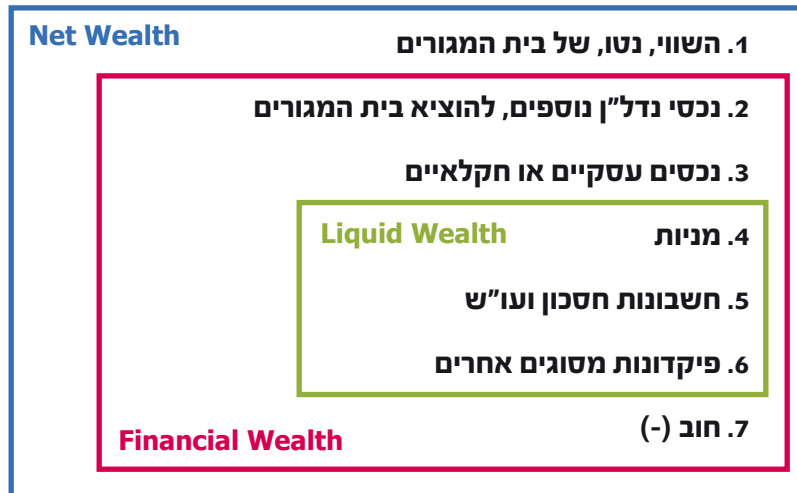 Net Wealth
1. השווי, נטו, של בית המגורים
2. נכסי נדל"ן נוספים, להוציא בית המגורים
3. נכסים עסקיים או חקלאיים
Liquid Wealth
4. מניות
5. חשבונות חסכון ועו"ש
6. פיקדונות מסוגים אחרים
7. חוב (-)
Financial Wealth